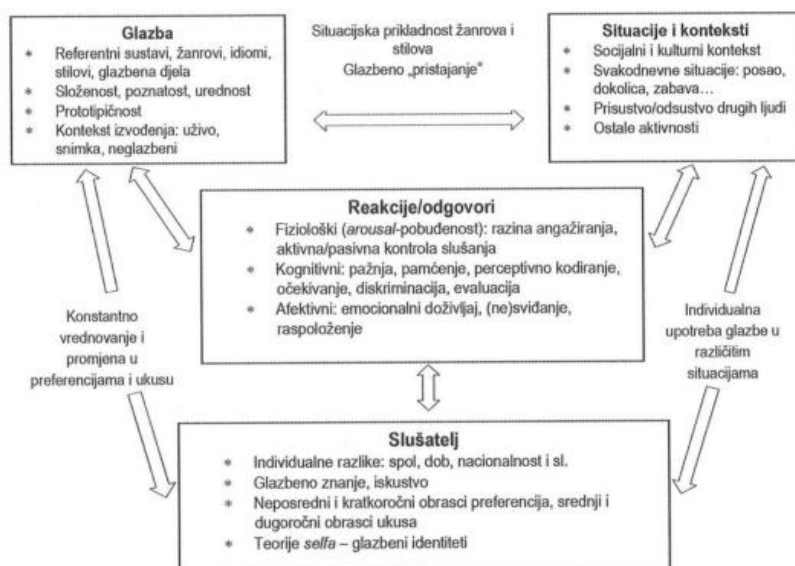 Glazba
* Referentni sustavi, žanrovi, idiomi,
stilovi, glazbena djela
* Složenost, poznatost, urednost
* Prototipičnost
* Kontekst izvođenja: uživo,
snimka, neglazbeni
Situacijska prikladnost žanrova i
stilova
Glazbeno „pristajanje"
Situacije i konteksti
* Socijalni i kulturni kontekst
* Svakodnevne situacije: posao,
dokolica, zabava...
* Prisustvo/odsustvo drugih ljudi
* Ostale aktivnosti
Reakcije/odgovori
* Fiziološki (arousal-pobuđenost): razina angažiranja,
aktivna/pasivna kontrola slušanja
* Kognitivni: pažnja, pamćenje, perceptivno kodiranje,
očekivanje, diskriminacija, evaluacija
* Afektivni: emocionalni doživljaj, (ne)sviđanje,
raspoloženje
Konstantno
vrednovanje i
promjena u
preferencijama i ukusu
Individualna
upotreba glazbe u
različitim
situacijama
Slušatelj
* Individualne razlike: spol, dob, nacionalnost i sl.
* Glazbeno znanje, iskustvo
* Neposredni i kratkoročni obrasci preferencija, srednji i
dugoročni obrasci ukusa
* Teorije selfa – glazbeni identiteti